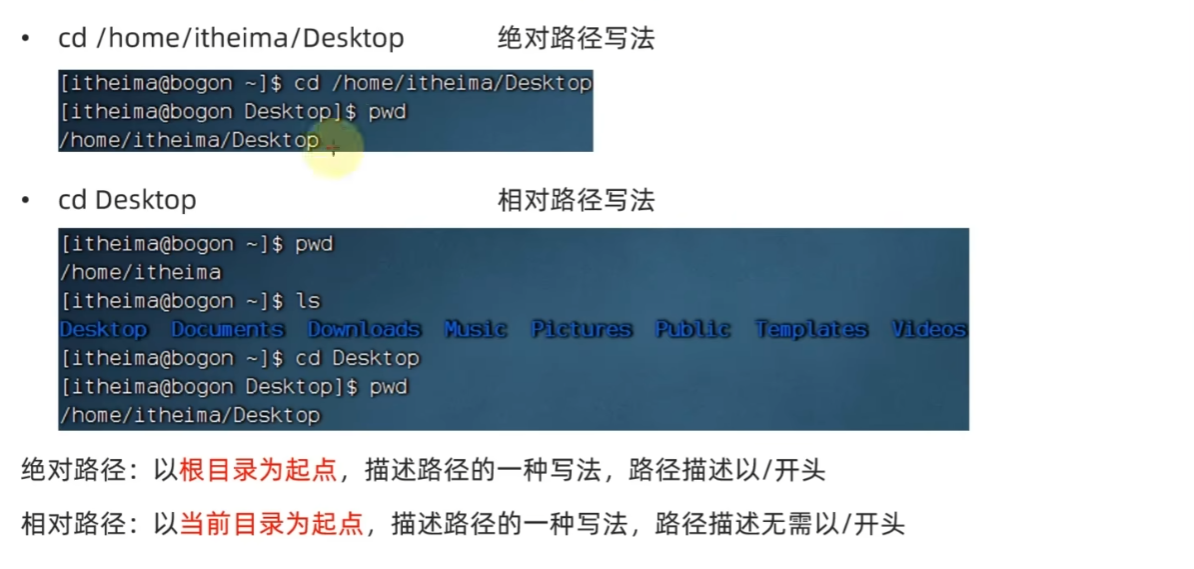 • cd /home/itheima/Desktop 绝对路径写法
[itheima@bogon ~]$ cd /home/itheima/Desktop
[itheima@bogon Desktop]$ pwd
/home/itheima/Desktop
• cd Desktop 相对路径写法
[itheima@bogon ~]$ pwd
/home/itheima
[itheima@bogon ~]$ ls
Desktop Documents Downloads Music Pictures Public Templates Videos
[itheima@bogon ~]$ cd Desktop
[itheima@bogon Desktop]$ pwd
/home/itheima/Desktop
绝对路径：以根目录为起点，描述路径的一种写法，路径描述以/开头
相对路径：以当前目录为起点，描述路径的一种写法，路径描述无需以/开头